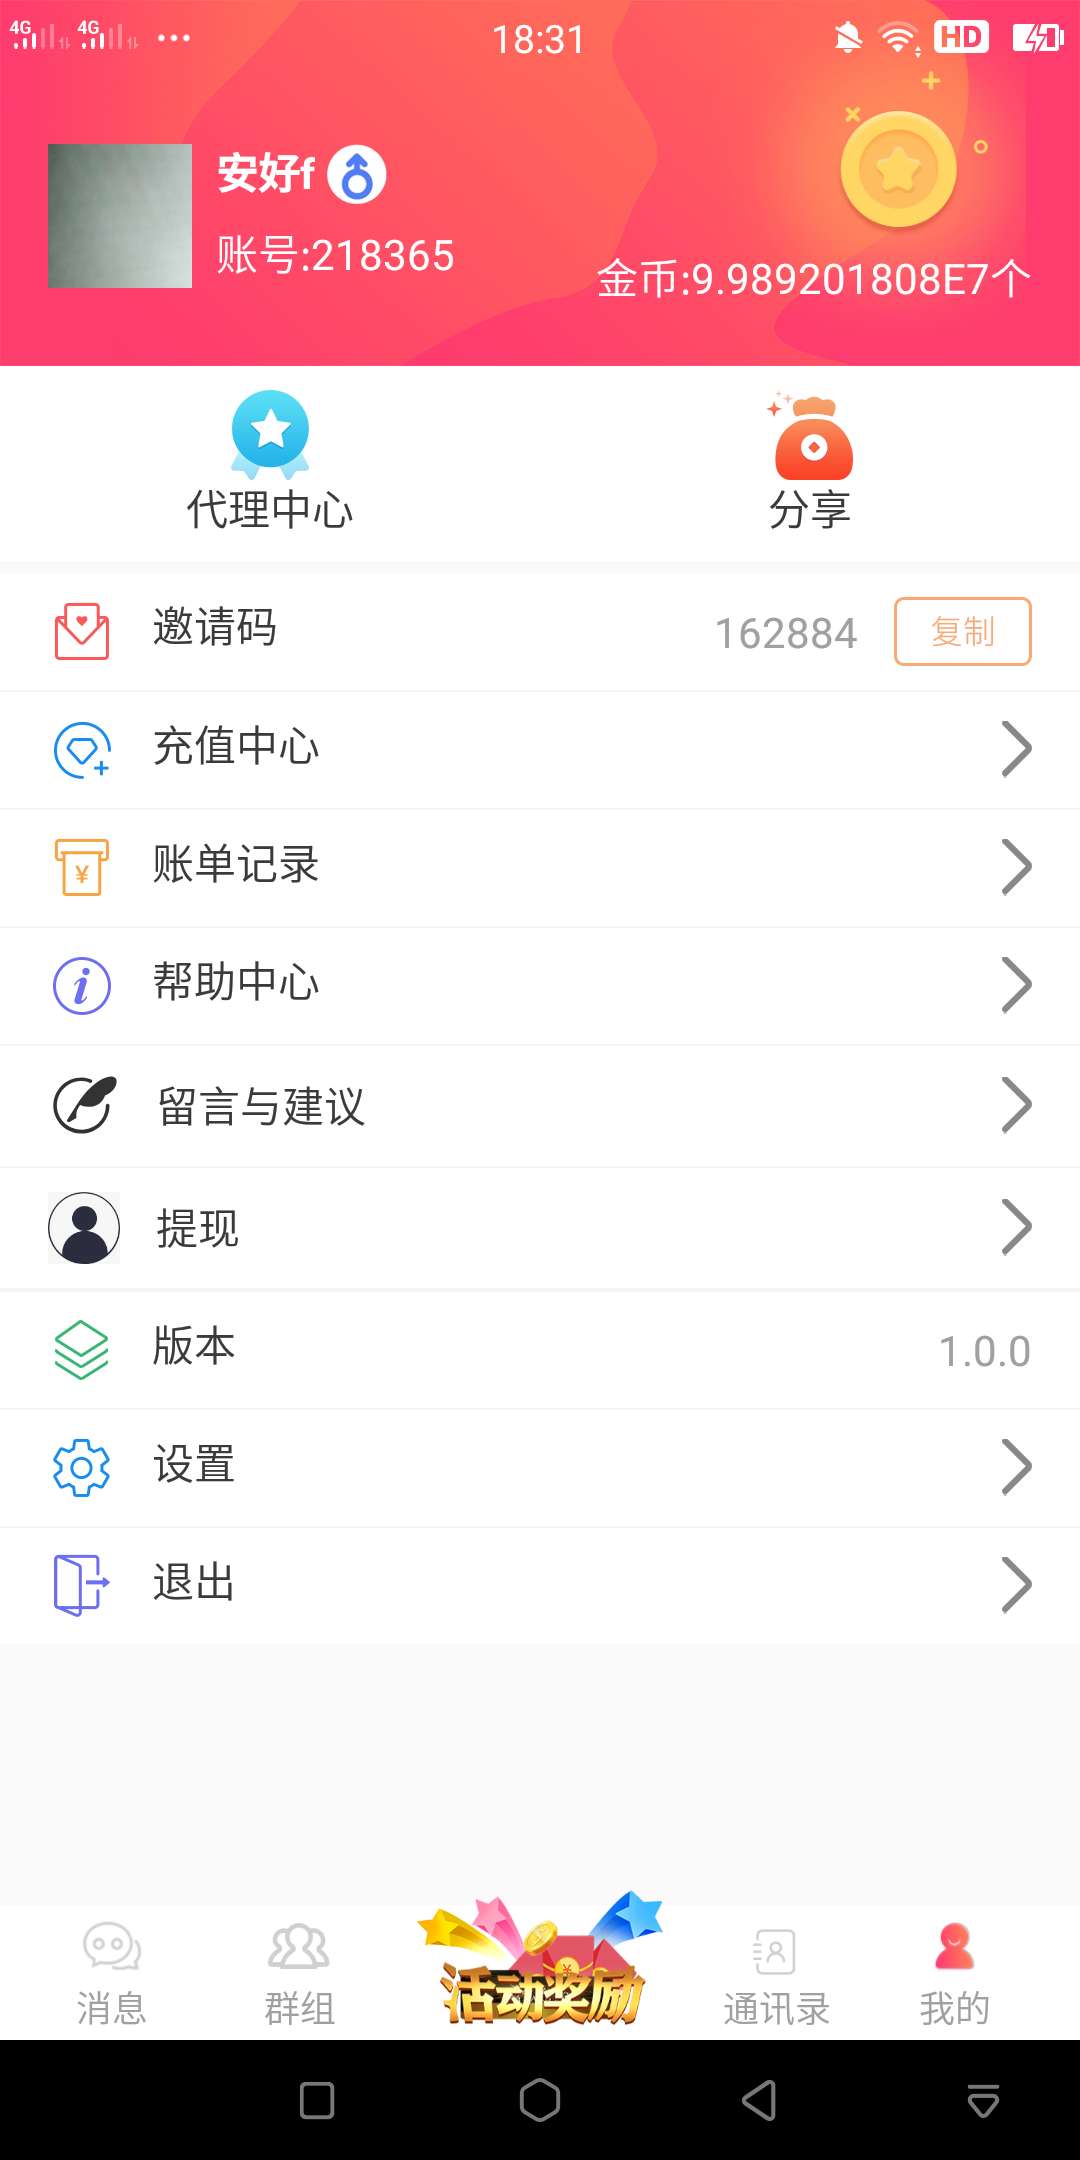 4G 4G ... 18:31 HD
安好f
账号:218365
金币:9.989201808E7个
代理中心 分享
邀请码 162884 复制
充值中心
账单记录
帮助中心
留言与建议
提现
版本 1.0.0
设置
退出
活动奖励
消息 群组 通讯录 我的